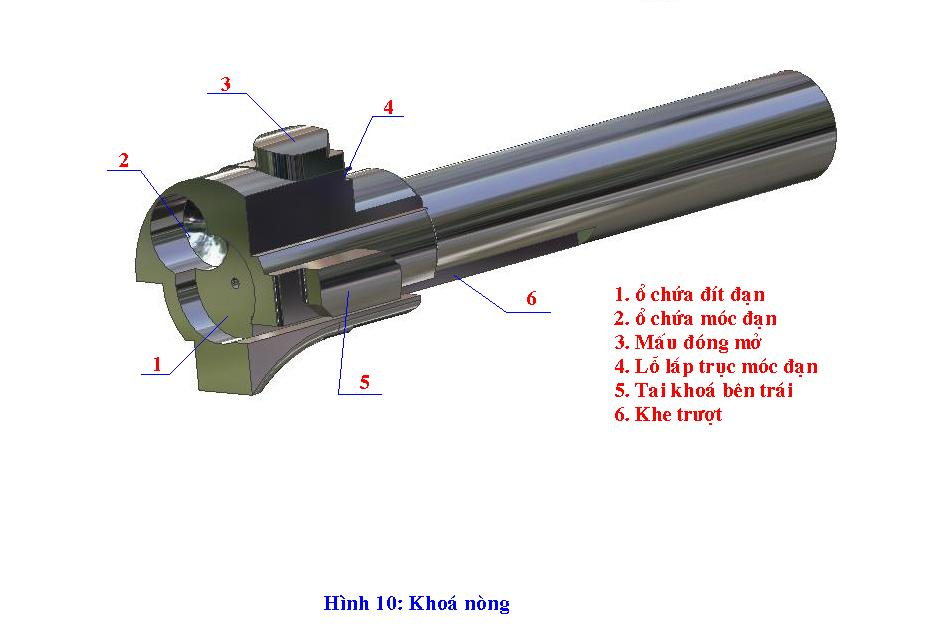 3
4
2
1
5
6
1. ổ chứa đít đạn
2. ổ chứa móc đạn
3. Mấu đóng mở
4. Lỗ lắp trục móc đạn
5. Tai khoá bên trái
6. Khe trượt
Hình 10: Khoá nòng